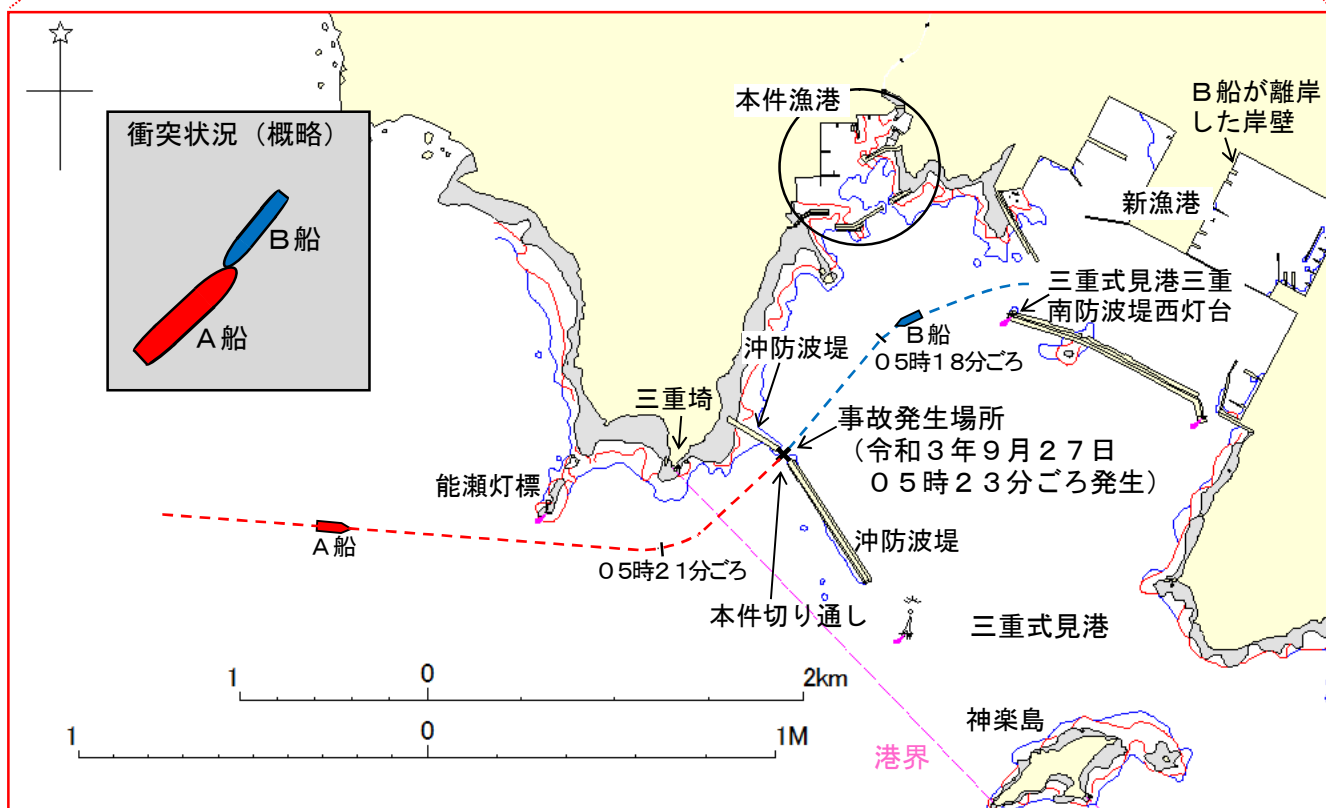 衝突状況（概略）
Ｂ船
Ａ船
本件漁港
Ｂ船が離岸
した岸壁
新漁港
三重式見港三重
南防波堤西灯台
Ｂ船
０５時１８分ごろ
沖防波堤
三重埼
事故発生場所
（令和３年９月２７日
０５時２３分ごろ発生）
能瀬灯標
Ａ船
０５時２１分ごろ
沖防波堤
本件切り通し
三重式見港
1 0 2km
1 0 1M
神楽島
港界